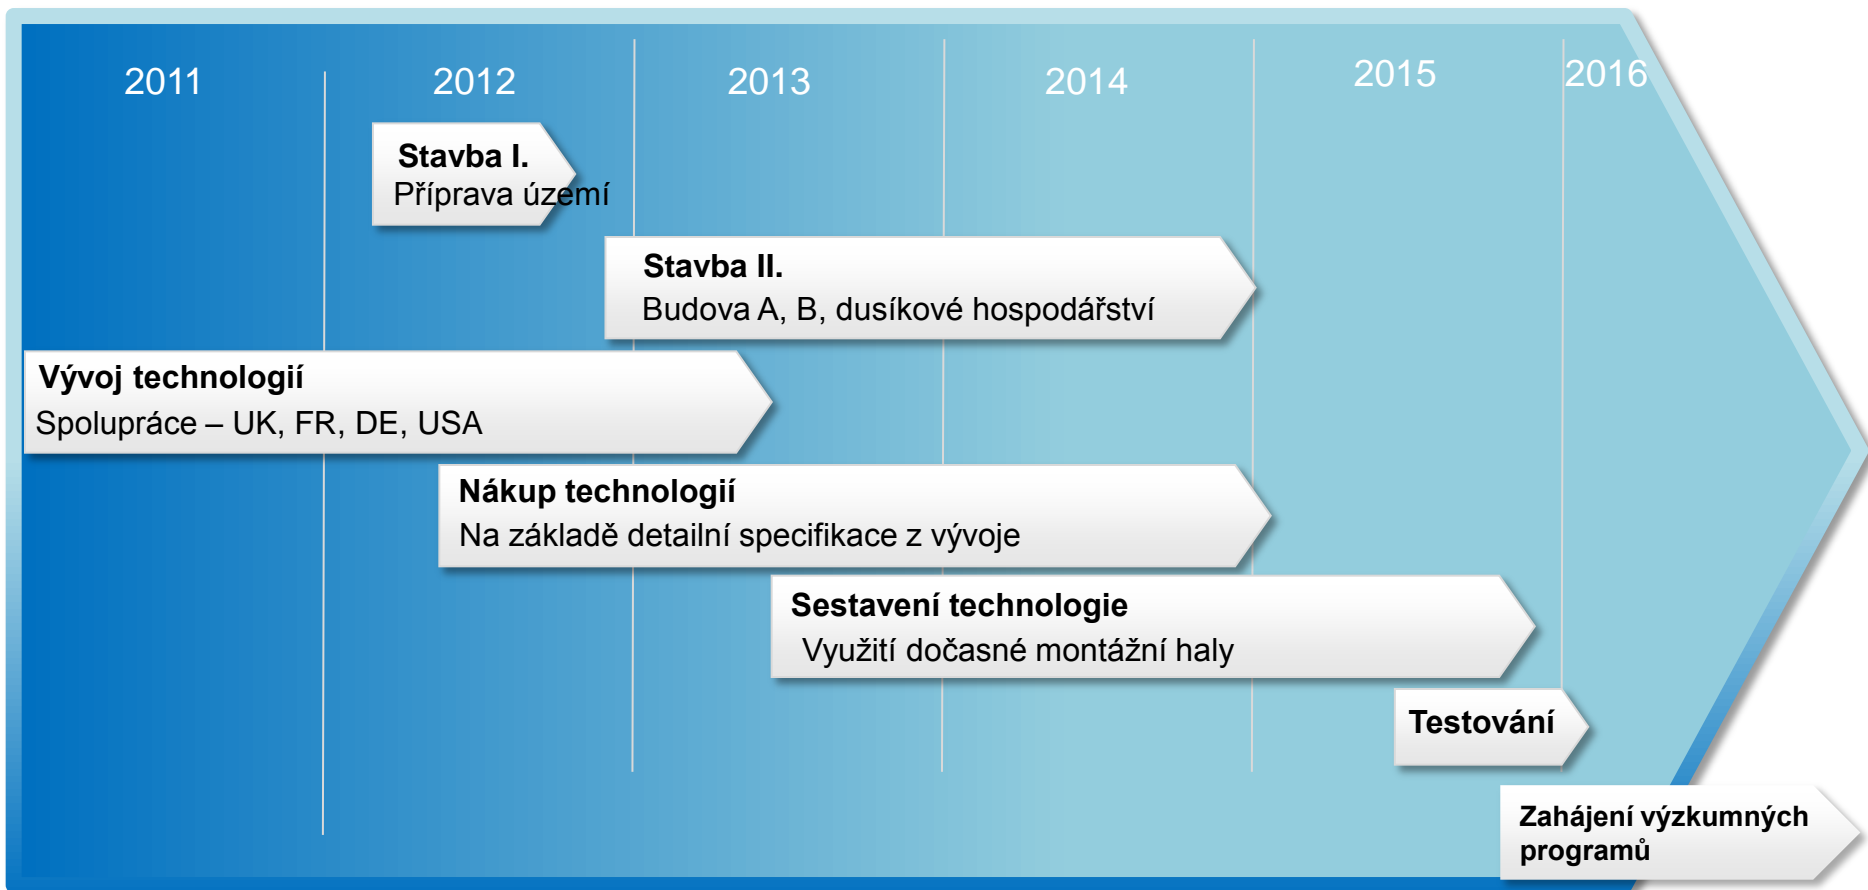 2011
2012
2013
2014
2015
2016
Stavba I.
Příprava území
Stavba II.
Budova A, B, dusíkové hospodářství
Vývoj technologií
Spolupráce – UK, FR, DE, USA
Nákup technologií
Na základě detailní specifikace z vývoje
Sestavení technologie
Využití dočasné montážní haly
Testování
Zahájení výzkumných
programů